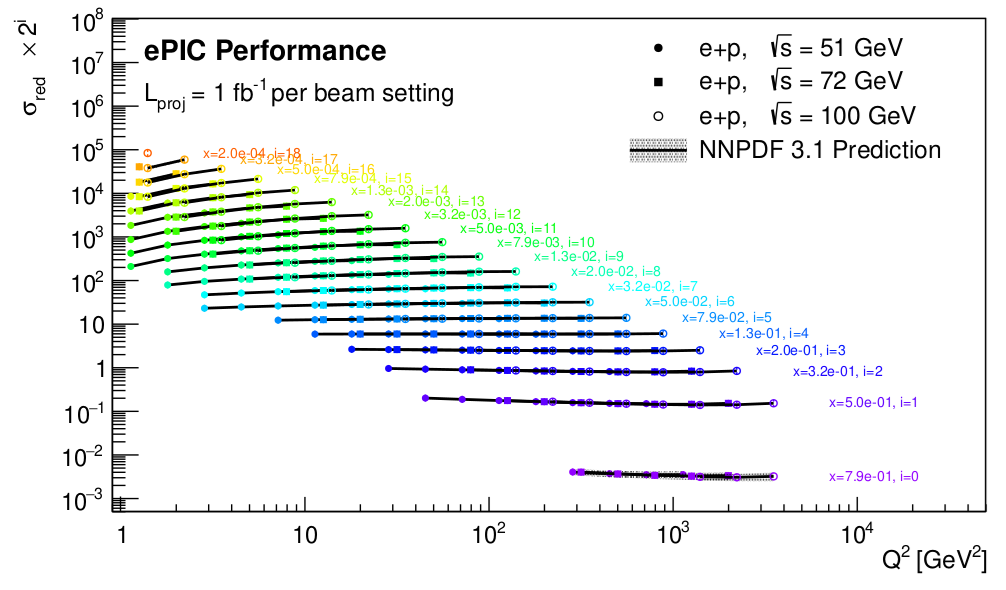 σred × 2^i
10^8
10^7
10^6
10^5
10^4
10^3
10^2
10
1
10^−1
10^−2
10^−3
ePIC Performance
Lproj = 1 fb^-1 per beam setting
e+p, √s = 51 GeV
e+p, √s = 72 GeV
e+p, √s = 100 GeV
NNPDF 3.1 Prediction
x=2.0e-04, i=18
x=3.2e-04, i=17
x=5.0e-04, i=16
x=7.9e-04, i=15
x=1.3e-03, i=14
x=2.0e-03, i=13
x=3.2e-03, i=12
x=5.0e-03, i=11
x=7.9e-03, i=10
x=1.3e-02, i=9
x=2.0e-02, i=8
x=3.2e-02, i=7
x=5.0e-02, i=6
x=7.9e-02, i=5
x=1.3e-01, i=4
x=2.0e-01, i=3
x=3.2e-01, i=2
x=5.0e-01, i=1
x=7.9e-01, i=0
1 10 10^2 10^3 10^4
Q^2 [GeV^2]